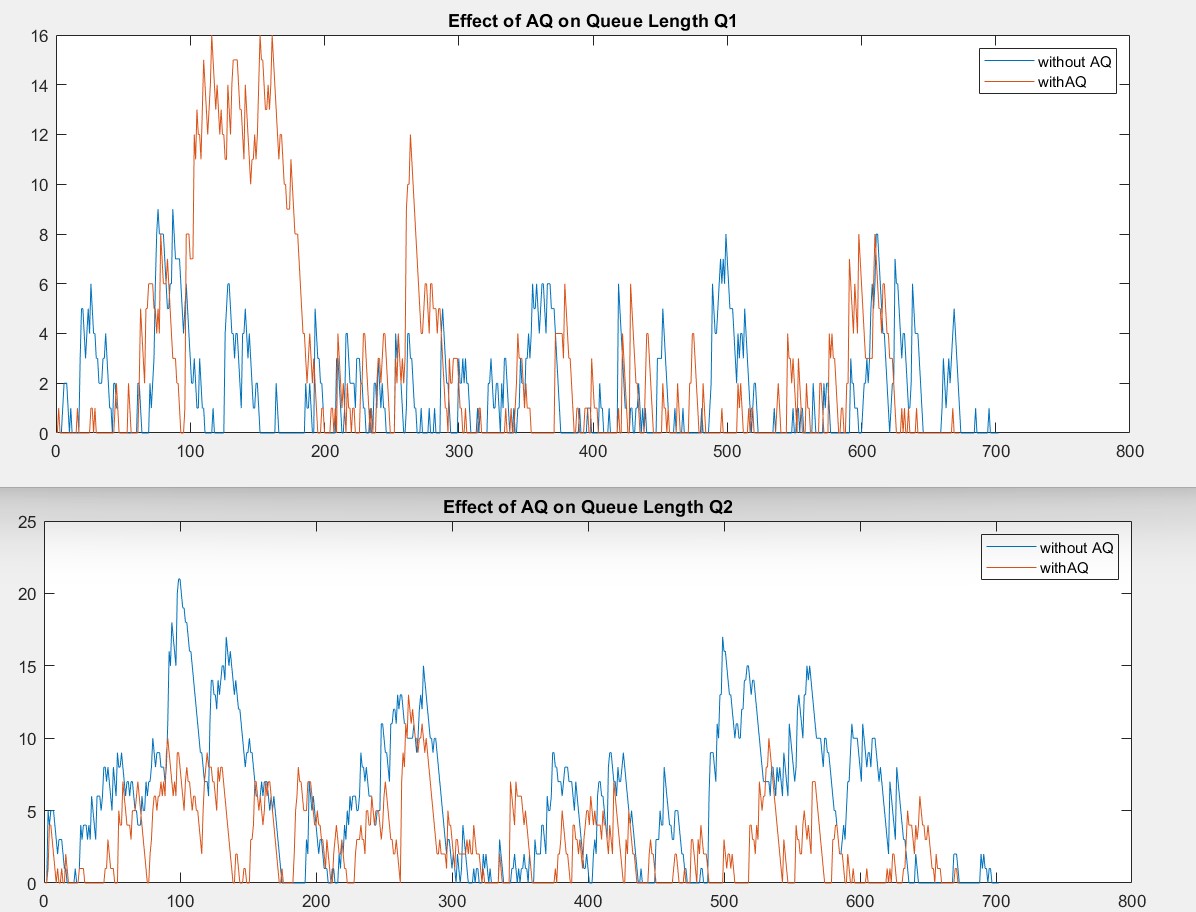 Effect of AQ on Queue Length Q1
16
14
12
10
8
6
4
2
0
without AQ
withAQ
0 100 200 300 400 500 600 700 800
Effect of AQ on Queue Length Q2
25
20
15
10
5
0
without AQ
withAQ
0 100 200 300 400 500 600 700 800